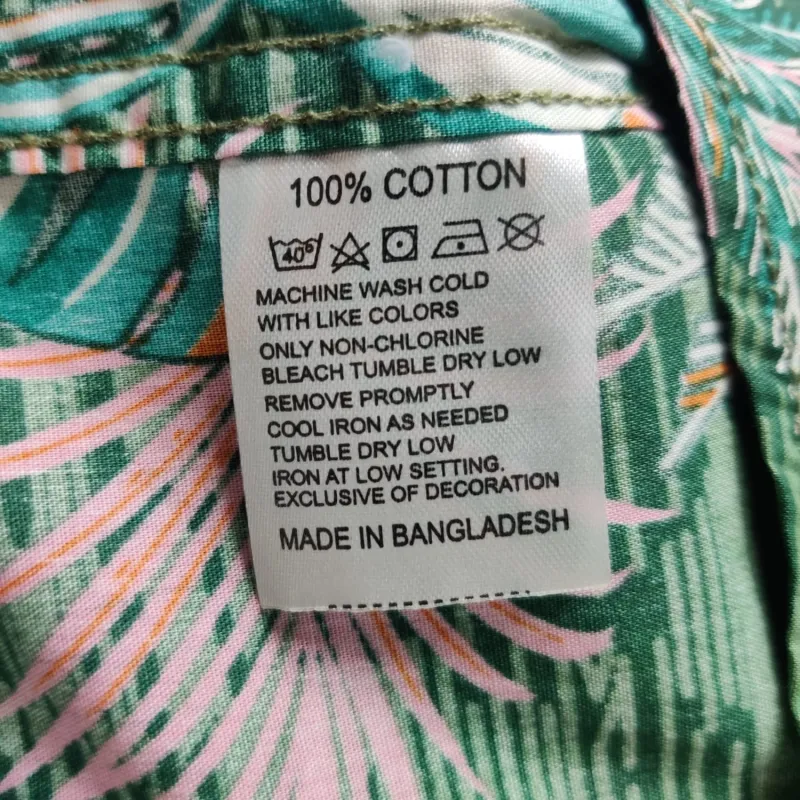 100% COTTON
40°
MACHINE WASH COLD
WITH LIKE COLORS
ONLY NON-CHLORINE
BLEACH TUMBLE DRY LOW
REMOVE PROMPTLY
COOL IRON AS NEEDED
TUMBLE DRY LOW
IRON AT LOW SETTING.
EXCLUSIVE OF DECORATION
MADE IN BANGLADESH